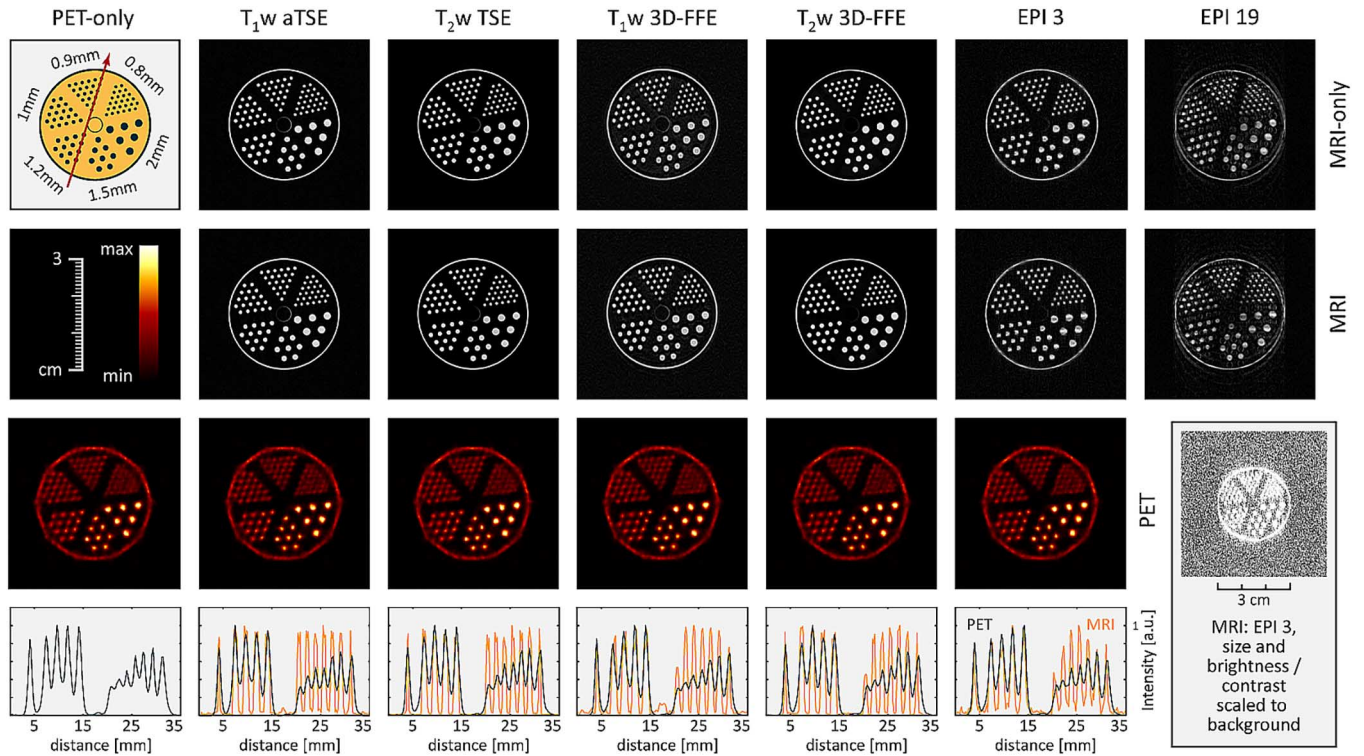 PET-only
T₁w aTSE
T₂w TSE
T₁w 3D-FFE
T₂w 3D-FFE
EPI 3
EPI 19
0.9mm
0.8mm
1mm
2mm
1.2mm
1.5mm
MRI-only
3
max
cm
min
MRI
PET
3 cm
MRI: EPI 3,
size and
brightness /
contrast
scaled to
background
PET
MRI
1
Intensity [a.u.]
5 15 25 35
5 15 25 35
5 15 25 35
5 15 25 35
5 15 25 35
5 15 25 35
distance [mm]
distance [mm]
distance [mm]
distance [mm]
distance [mm]
distance [mm]